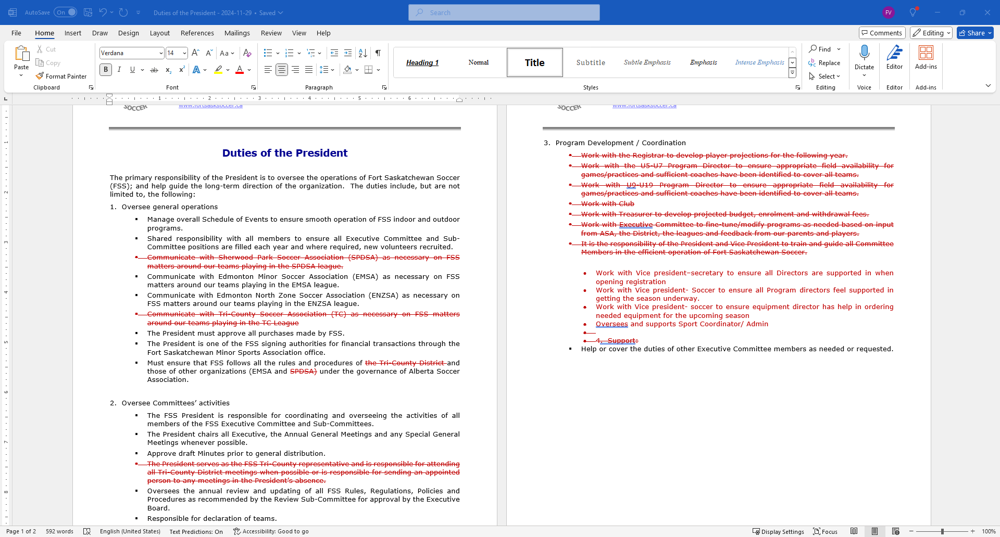 AutoSave On Duties of the President - 2024-11-29 • Saved Search FV
File Home Insert Draw Design Layout References Mailings Review View Help Comments Editing Share
Paste Cut Copy Format Painter
Verdana 14 Aa
Heading 1 Normal Title Subtitle Subtle Emphasis Emphasis Intense Emphasis
Find Replace Select
Dictate Editor Add-ins
Clipboard Font Paragraph Styles Editing Voice Editor Add-ins
1 2 3 4 5 6
SOCCER www.fortsasksoccer.ca
Duties of the President
The primary responsibility of the President is to oversee the operations of Fort Saskatchewan Soccer
(FSS); and help guide the long-term direction of the organization. The duties include, but are not
limited to, the following:
1. Oversee general operations
▪ Manage overall Schedule of Events to ensure smooth operation of FSS indoor and outdoor
programs.
▪ Shared responsibility with all members to ensure all Executive Committee and Sub-
Committee positions are filled each year and where required, new volunteers recruited.
▪ Communicate with Sherwood Park Soccer Association (SPDSA) as necessary on FSS
matters around our teams playing in the SPDSA league.
▪ Communicate with Edmonton Minor Soccer Association (EMSA) as necessary on FSS
matters around our teams playing in the EMSA league.
▪ Communicate with Edmonton North Zone Soccer Association (ENZSA) as necessary on
FSS matters around our teams playing in the ENZSA league.
▪ Communicate with Tri-County Soccer Association (TC) as necessary on FSS matters
around our teams playing in the TC League
▪ The President must approve all purchases made by FSS.
▪ The President is one of the FSS signing authorities for financial transactions through the
Fort Saskatchewan Minor Sports Association office.
▪ Must ensure that FSS follows all the rules and procedures of the Tri-County District and
those of other organizations (EMSA and SPDSA) under the governance of Alberta Soccer
Association.
2. Oversee Committees’ activities
▪ The FSS President is responsible for coordinating and overseeing the activities of all
members of the FSS Executive Committee and Sub-Committees.
▪ The President chairs all Executive, the Annual General Meetings and any Special General
Meetings whenever possible.
▪ Approve draft Minutes prior to general distribution.
▪ The President serves as the FSS Tri-County representative and is responsible for attending
all Tri-County District meetings when possible or is responsible for sending an appointed
person to any meetings in the President’s absence.
▪ Oversees the annual review and updating of all FSS Rules, Regulations, Policies and
Procedures as recommended by the Review Sub-Committee for approval by the Executive
Board.
▪ Responsible for declaration of teams.
SOCCER www.fortsasksoccer.ca
3. Program Development / Coordination
▪ Work with the Registrar to develop player projections for the following year.
▪ Work with the U5-U7 Program Director to ensure appropriate field availability for
games/practices and sufficient coaches have been identified to cover all teams.
▪ Work with U9-U19 Program Director to ensure appropriate field availability for
games/practices and sufficient coaches have been identified to cover all teams.
▪ Work with Club
▪ Work with Treasurer to develop projected budget, enrolment and withdrawal fees.
▪ Work with Executive Committee to fine-tune/modify programs as needed based on input
from ASA, the District, the leagues and feedback from our parents and players.
▪ It is the responsibility of the President and Vice President to train and guide all Committee
Members in the efficient operation of Fort Saskatchewan Soccer.
• Work with Vice president–secretary to ensure all Directors are supported in when
opening registration
• Work with Vice president- Soccer to ensure all Program directors feel supported in
getting the season underway.
• Work with Vice president- soccer to ensure equipment director has help in ordering
needed equipment for the upcoming season
• Oversees and supports Sport Coordinator/ Admin
•
• 4. Support:
▪ Help or cover the duties of other Executive Committee members as needed or requested.
1 2 3 4 5 6 7 8
Page 1 of 2 592 words English (United States) Text Predictions: On Accessibility: Good to go Display Settings Focus 100%